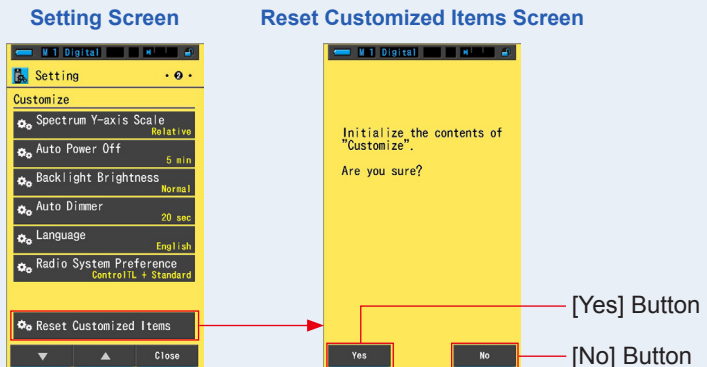 Setting Screen
Reset Customized Items Screen
M 1 Digital
Setting
2
Customize
Spectrum Y-axis Scale
Relative
Auto Power Off
5 min
Backlight Brightness
Normal
Auto Dimmer
20 sec
Language
English
Radio System Preference
ControlTL + Standard
Reset Customized Items
▼ ▲ Close
M 1 Digital
Initialize the contents of
"Customize".
Are you sure?
Yes No
[Yes] Button
[No] Button